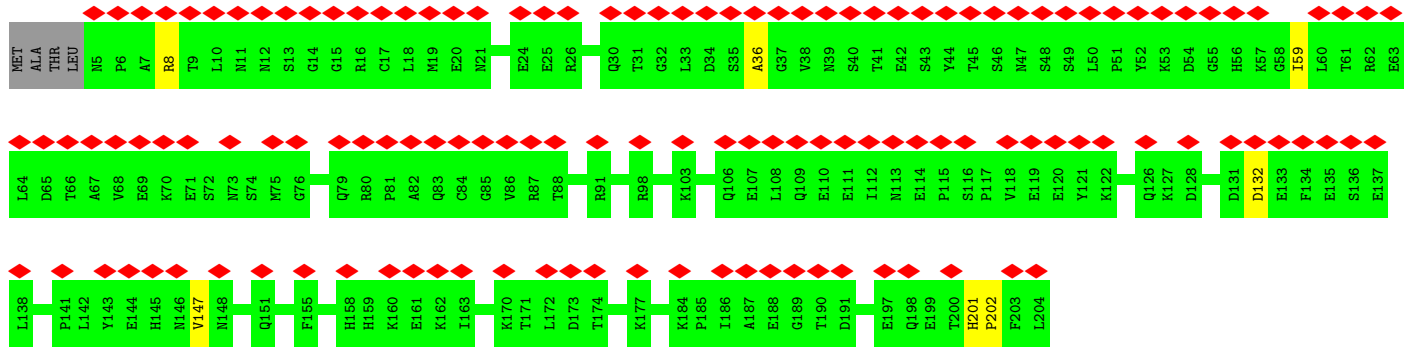 MET ALA THR LEU N5 P6 A7 R8 T9 L10 N11 N12 S13 G14 G15 R16 C17 L18 M19 E20 N21 E24 E25 R26 Q30 T31 G32 L33 D34 S35 A36 G37 V38 N39 S40 T41 E42 S43 Y44 T45 S46 N47 S48 S49 L50 P51 Y52 K53 D54 G55 H56 K57 G58 I59 L60 T61 R62 E63
L64 D65 T66 A67 V68 E69 K70 E71 S72 N73 S74 M75 G76 Q79 R80 P81 A82 Q83 C84 G85 V86 R87 T88 R91 R98 K103 Q106 E107 L108 Q109 E110 E111 I112 N113 E114 P115 S116 P117 V118 E119 E120 Y121 K122 Q126 K127 D128 D131 D132 E133 F134 E135 S136 E137
L138 P141 L142 Y143 E144 H145 N146 V147 N148 Q151 F155 H158 H159 K160 E161 K162 I163 K170 T171 L172 D173 T174 K177 K184 P185 I186 A187 E188 G189 T190 D191 E197 Q198 E199 T200 H201 P202 F203 L204